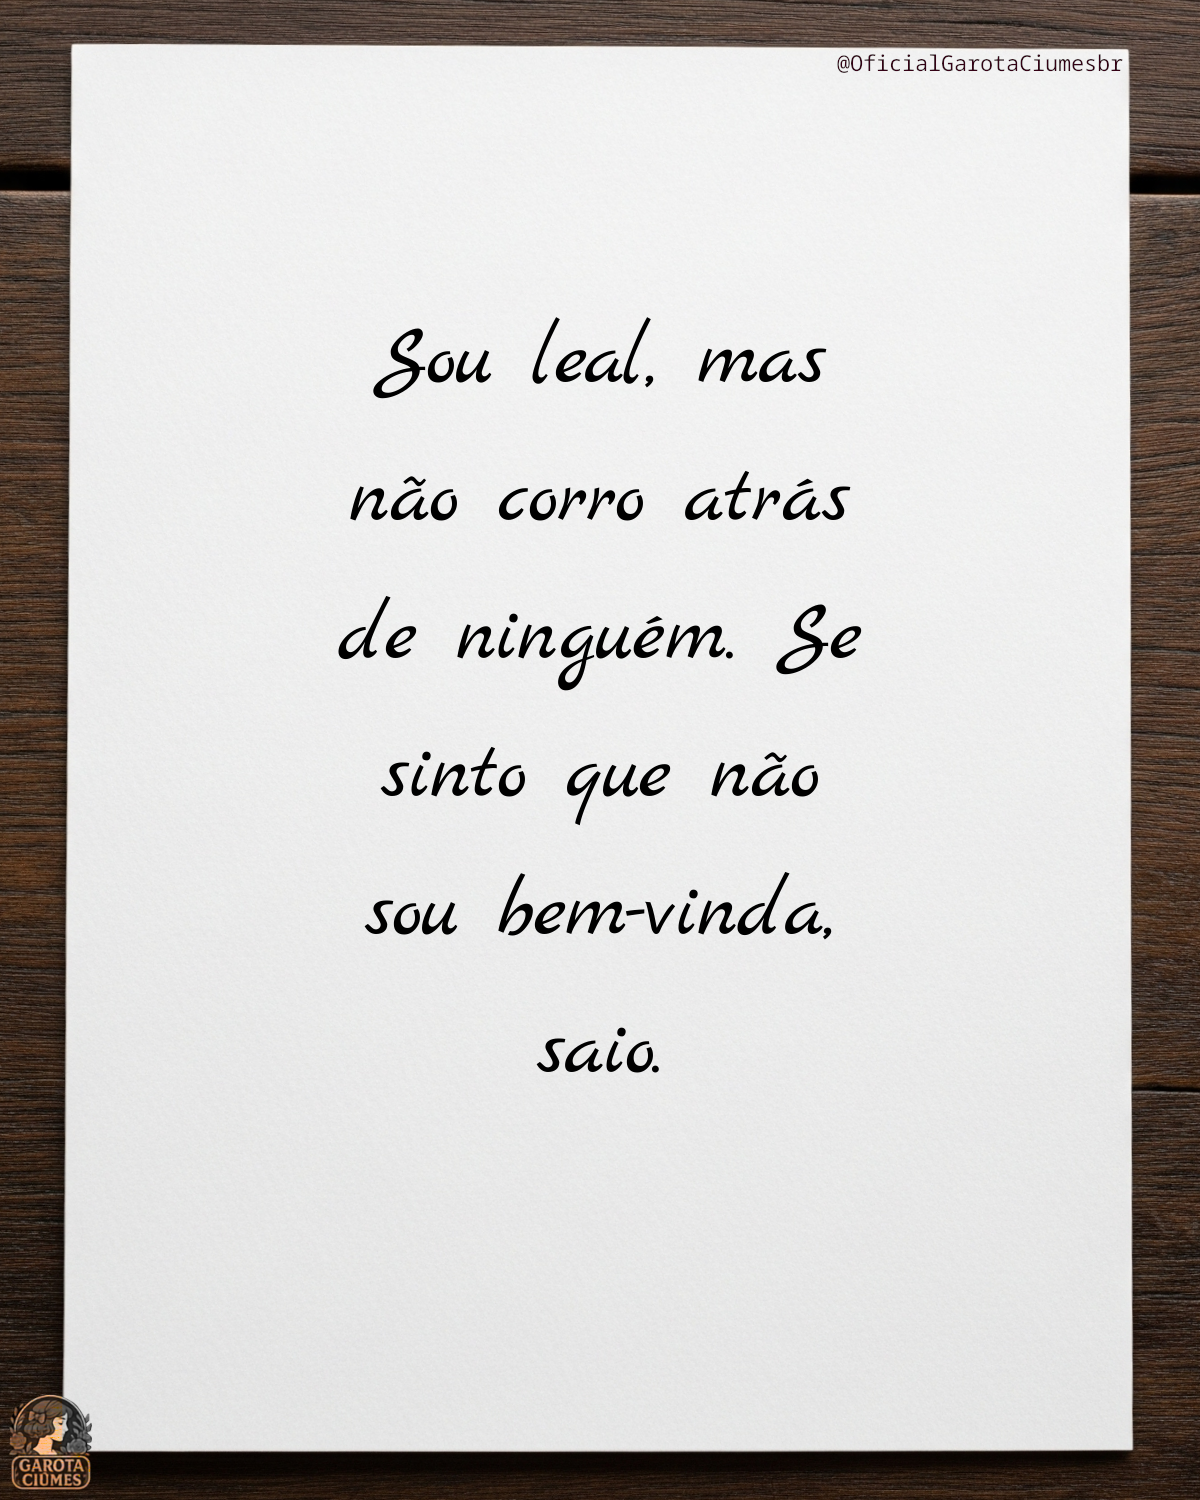 @OficialGarotaCiumesbr
Sou leal, mas
não corro atrás
de ninguém. Se
sinto que não
sou bem-vinda,
saio.
GAROTA
CIÚMES